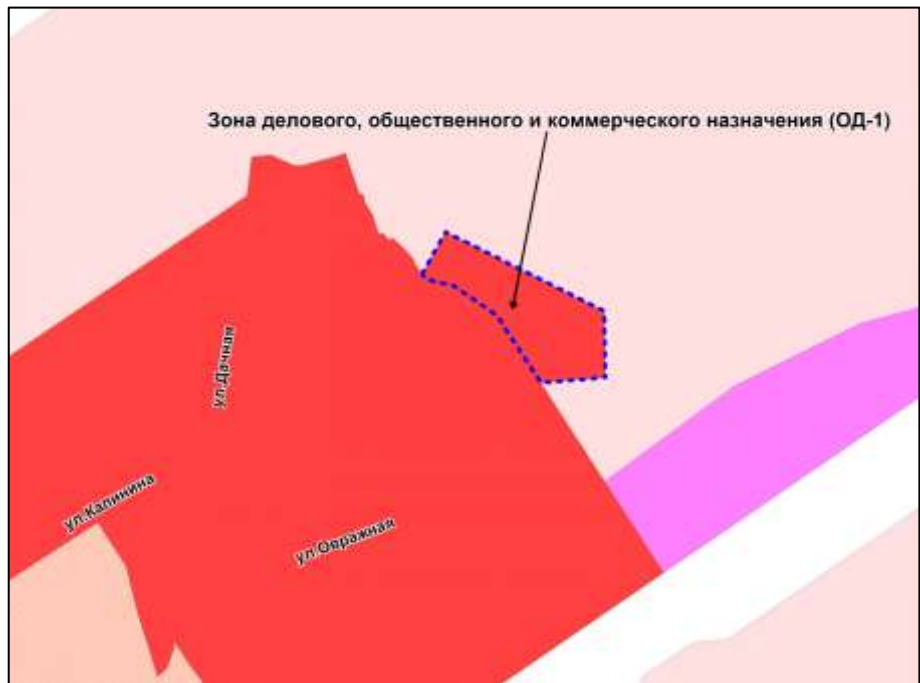 Зона делового, общественного и коммерческого назначения (ОД-1)
ул.Дачная
ул.Калинина
ул.Овражная